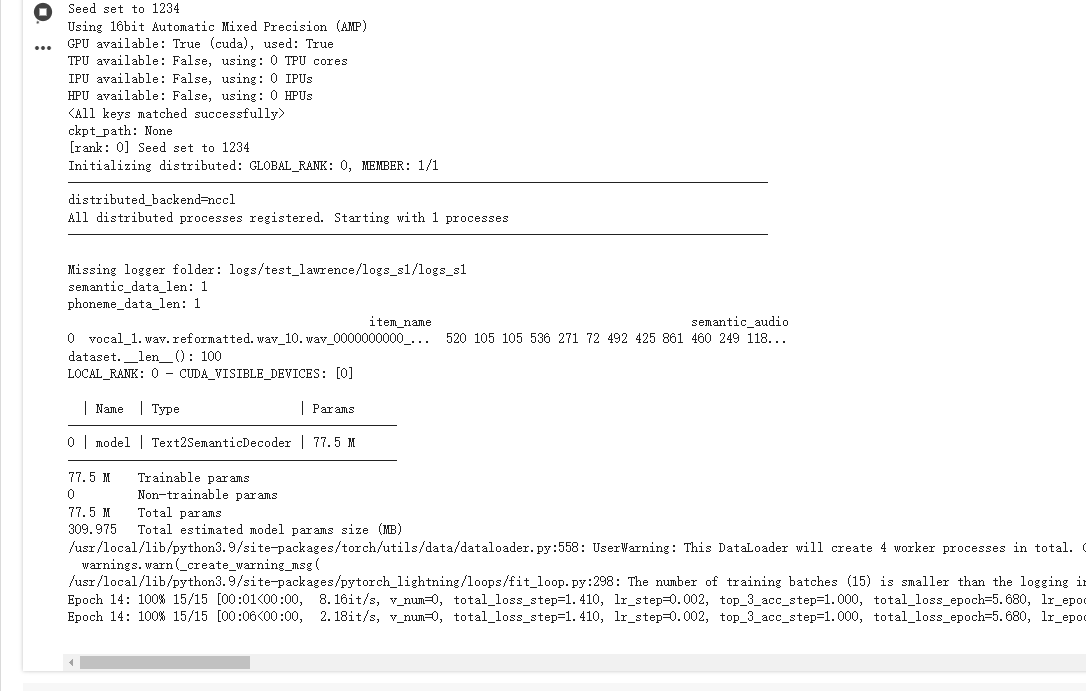 Seed set to 1234
Using 16bit Automatic Mixed Precision (AMP)
GPU available: True (cuda), used: True
TPU available: False, using: 0 TPU cores
IPU available: False, using: 0 IPUs
HPU available: False, using: 0 HPUs
<All keys matched successfully>
ckpt_path: None
[rank: 0] Seed set to 1234
Initializing distributed: GLOBAL_RANK: 0, MEMBER: 1/1
distributed_backend=nccl
All distributed processes registered. Starting with 1 processes
Missing logger folder: logs/test_lawrence/logs_s1/logs_s1
semantic_data_len: 1
phoneme_data_len: 1
item_name semantic_audio
0 vocal_1.wav.reformatted.wav_10.wav_0000000000_... 520 105 105 536 271 72 492 425 861 460 249 118...
dataset.__len__(): 100
LOCAL_RANK: 0 - CUDA_VISIBLE_DEVICES: [0]
| Name | Type | Params
0 | model | Text2SemanticDecoder | 77.5 M
77.5 M Trainable params
0 Non-trainable params
77.5 M Total params
309.975 Total estimated model params size (MB)
/usr/local/lib/python3.9/site-packages/torch/utils/data/dataloader.py:558: UserWarning: This DataLoader will create 4 worker processes in total.
warnings.warn(_create_warning_msg(
/usr/local/lib/python3.9/site-packages/pytorch_lightning/loops/fit_loop.py:298: The number of training batches (15) is smaller than the logging in
Epoch 14: 100% 15/15 [00:01<00:00, 8.16it/s, v_num=0, total_loss_step=1.410, lr_step=0.002, top_3_acc_step=1.000, total_loss_epoch=5.680, lr_epo
Epoch 14: 100% 15/15 [00:06<00:00, 2.18it/s, v_num=0, total_loss_step=1.410, lr_step=0.002, top_3_acc_step=1.000, total_loss_epoch=5.680, lr_epo